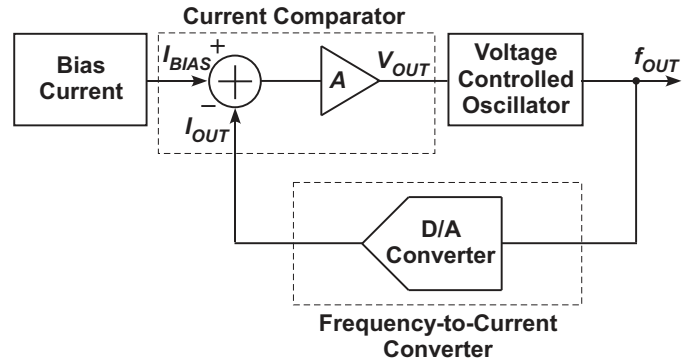 Current Comparator
Bias
Current
I_BIAS
+
−
I_OUT
A
V_OUT
Voltage
Controlled
Oscillator
f_OUT
D/A
Converter
Frequency-to-Current
Converter